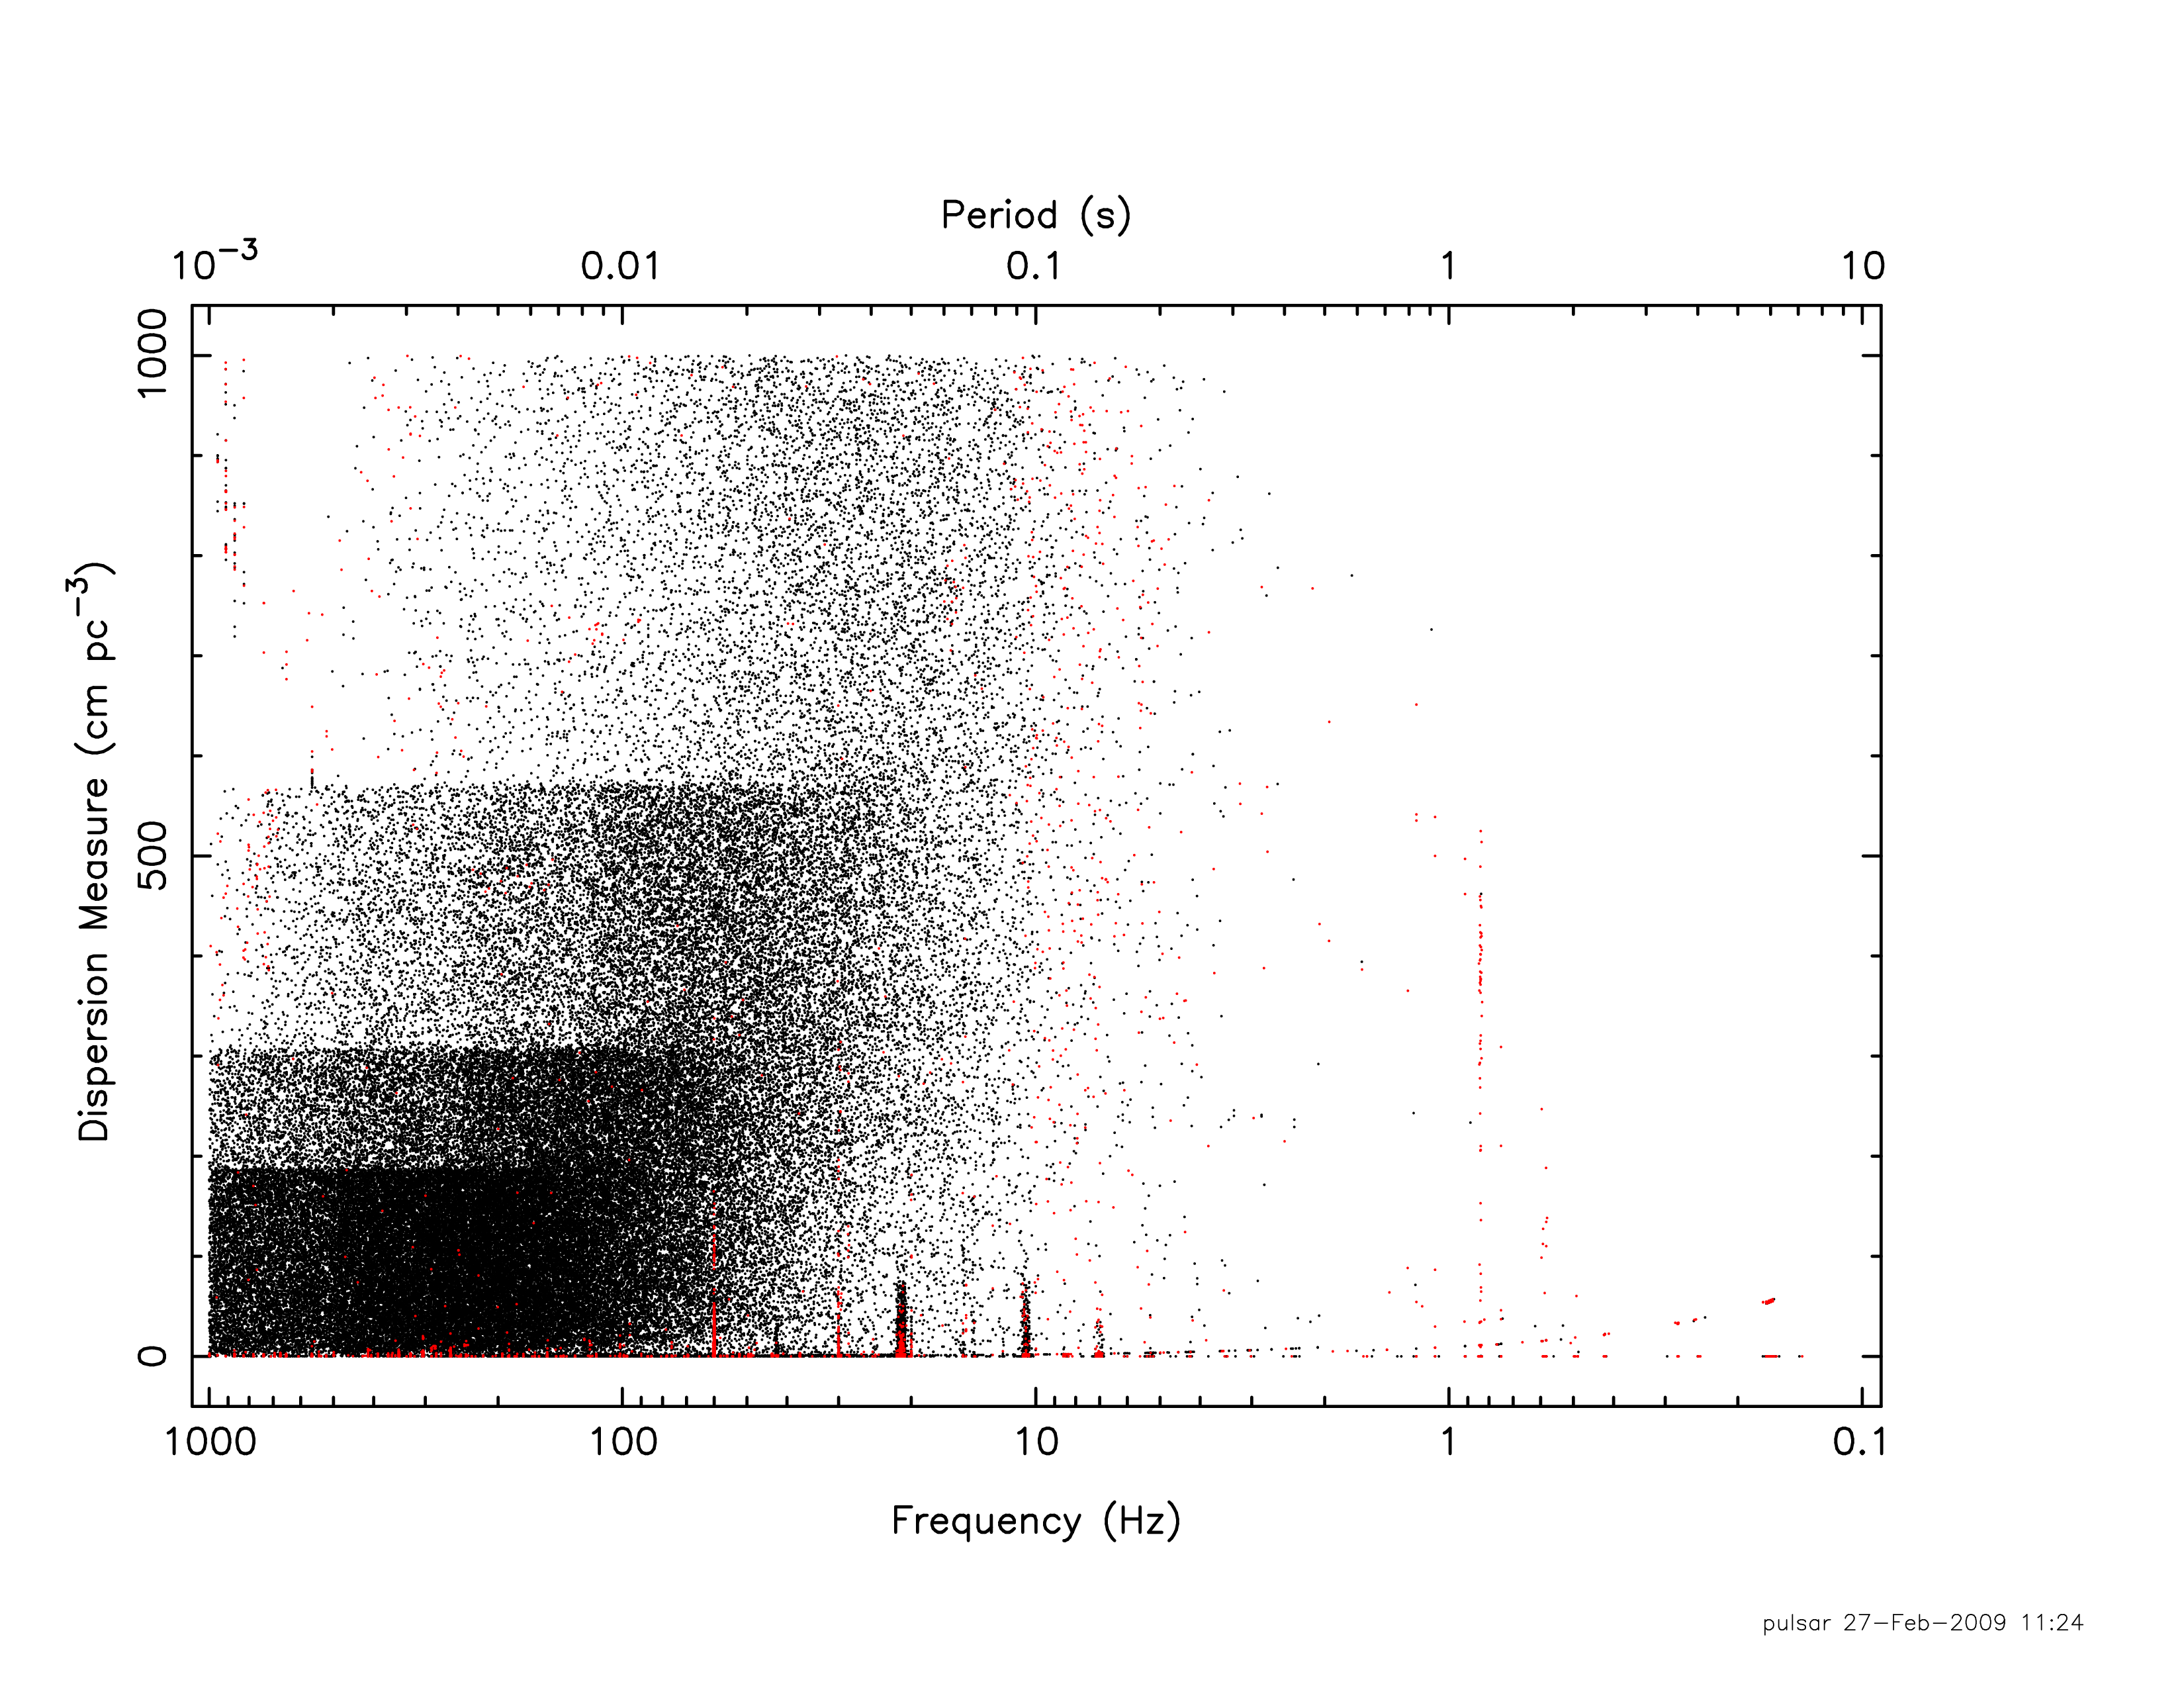 Period (s)
10⁻³ 0.01 0.1 1 10
Dispersion Measure (cm pc⁻³)
1000
500
0
1000 100 10 1 0.1
Frequency (Hz)
pulsar 27-Feb-2009 11:24